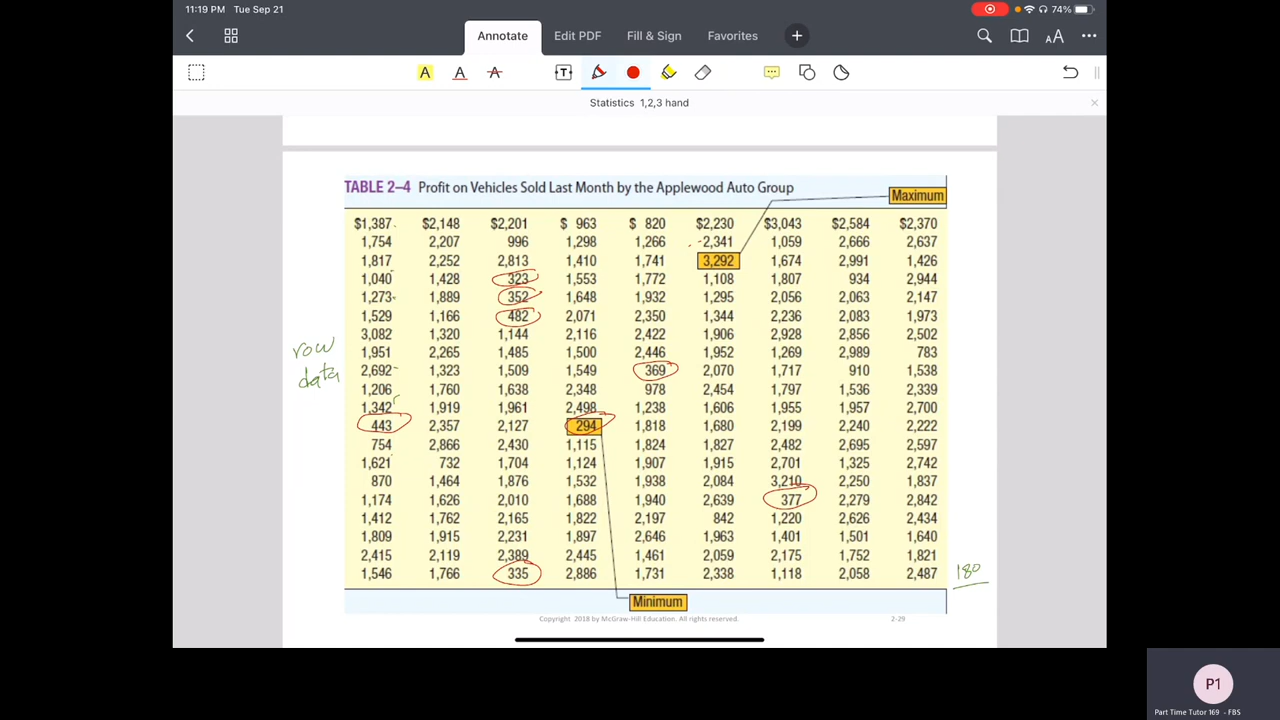 11:19 PM Tue Sep 21
74%
Annotate Edit PDF Fill & Sign Favorites
Statistics 1,2,3 hand
TABLE 2–4 Profit on Vehicles Sold Last Month by the Applewood Auto Group
Maximum
$1,387 $2,148 $2,201 $ 963 $ 820 $2,230 $3,043 $2,584 $2,370
1,754 2,207 996 1,298 1,266 2,341 1,059 2,666 2,637
1,817 2,252 2,813 1,410 1,741 3,292 1,674 2,991 1,426
1,040 1,428 323 1,553 1,772 1,108 1,807 934 2,944
1,273 1,889 352 1,648 1,932 1,295 2,056 2,063 2,147
1,529 1,166 482 2,071 2,350 1,344 2,236 2,083 1,973
3,082 1,320 1,144 2,116 2,422 1,906 2,928 2,856 2,502
1,951 2,265 1,485 1,500 2,446 1,952 1,269 2,989 783
2,692 1,323 1,509 1,549 369 2,070 1,717 910 1,538
1,206 1,760 1,638 2,348 978 2,454 1,797 1,536 2,339
1,342 1,919 1,961 2,498 1,238 1,606 1,955 1,957 2,700
443 2,357 2,127 294 1,818 1,680 2,199 2,240 2,222
754 2,866 2,430 1,115 1,824 1,827 2,482 2,695 2,597
1,621 732 1,704 1,124 1,907 1,915 2,701 1,325 2,742
870 1,464 1,876 1,532 1,938 2,084 3,210 2,250 1,837
1,174 1,626 2,010 1,688 1,940 2,639 377 2,279 2,842
1,412 1,762 2,165 1,822 2,197 842 1,220 2,626 2,434
1,809 1,915 2,231 1,897 2,646 1,963 1,401 1,501 1,640
2,415 2,119 2,389 2,445 1,461 2,059 2,175 1,752 1,821
1,546 1,766 335 2,886 1,731 2,338 1,118 2,058 2,487
row
data
180
Minimum
Copyright 2018 by McGraw-Hill Education. All rights reserved.
2-29
P1
Part Time Tutor 169 - FBS